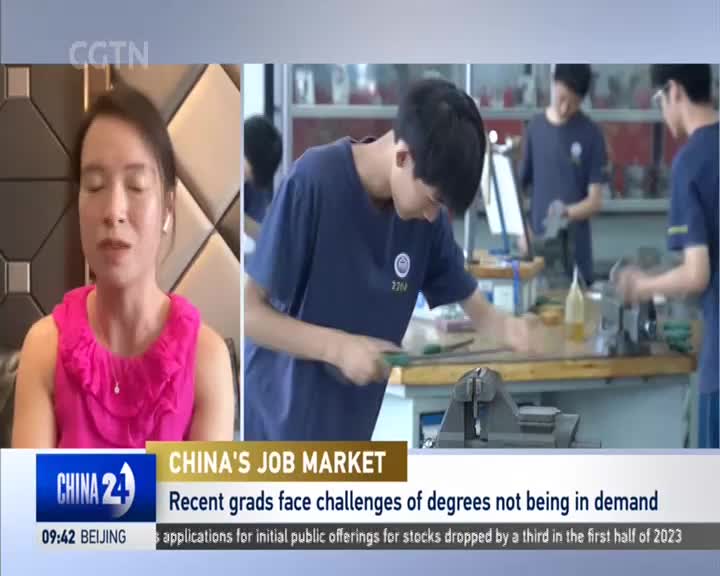 CGTN
CHINA'S JOB MARKET
CHINA 24
Recent grads face challenges of degrees not being in demand
09:42 BEIJING
s applications for initial public offerings for stocks dropped by a third in the first half of 2023